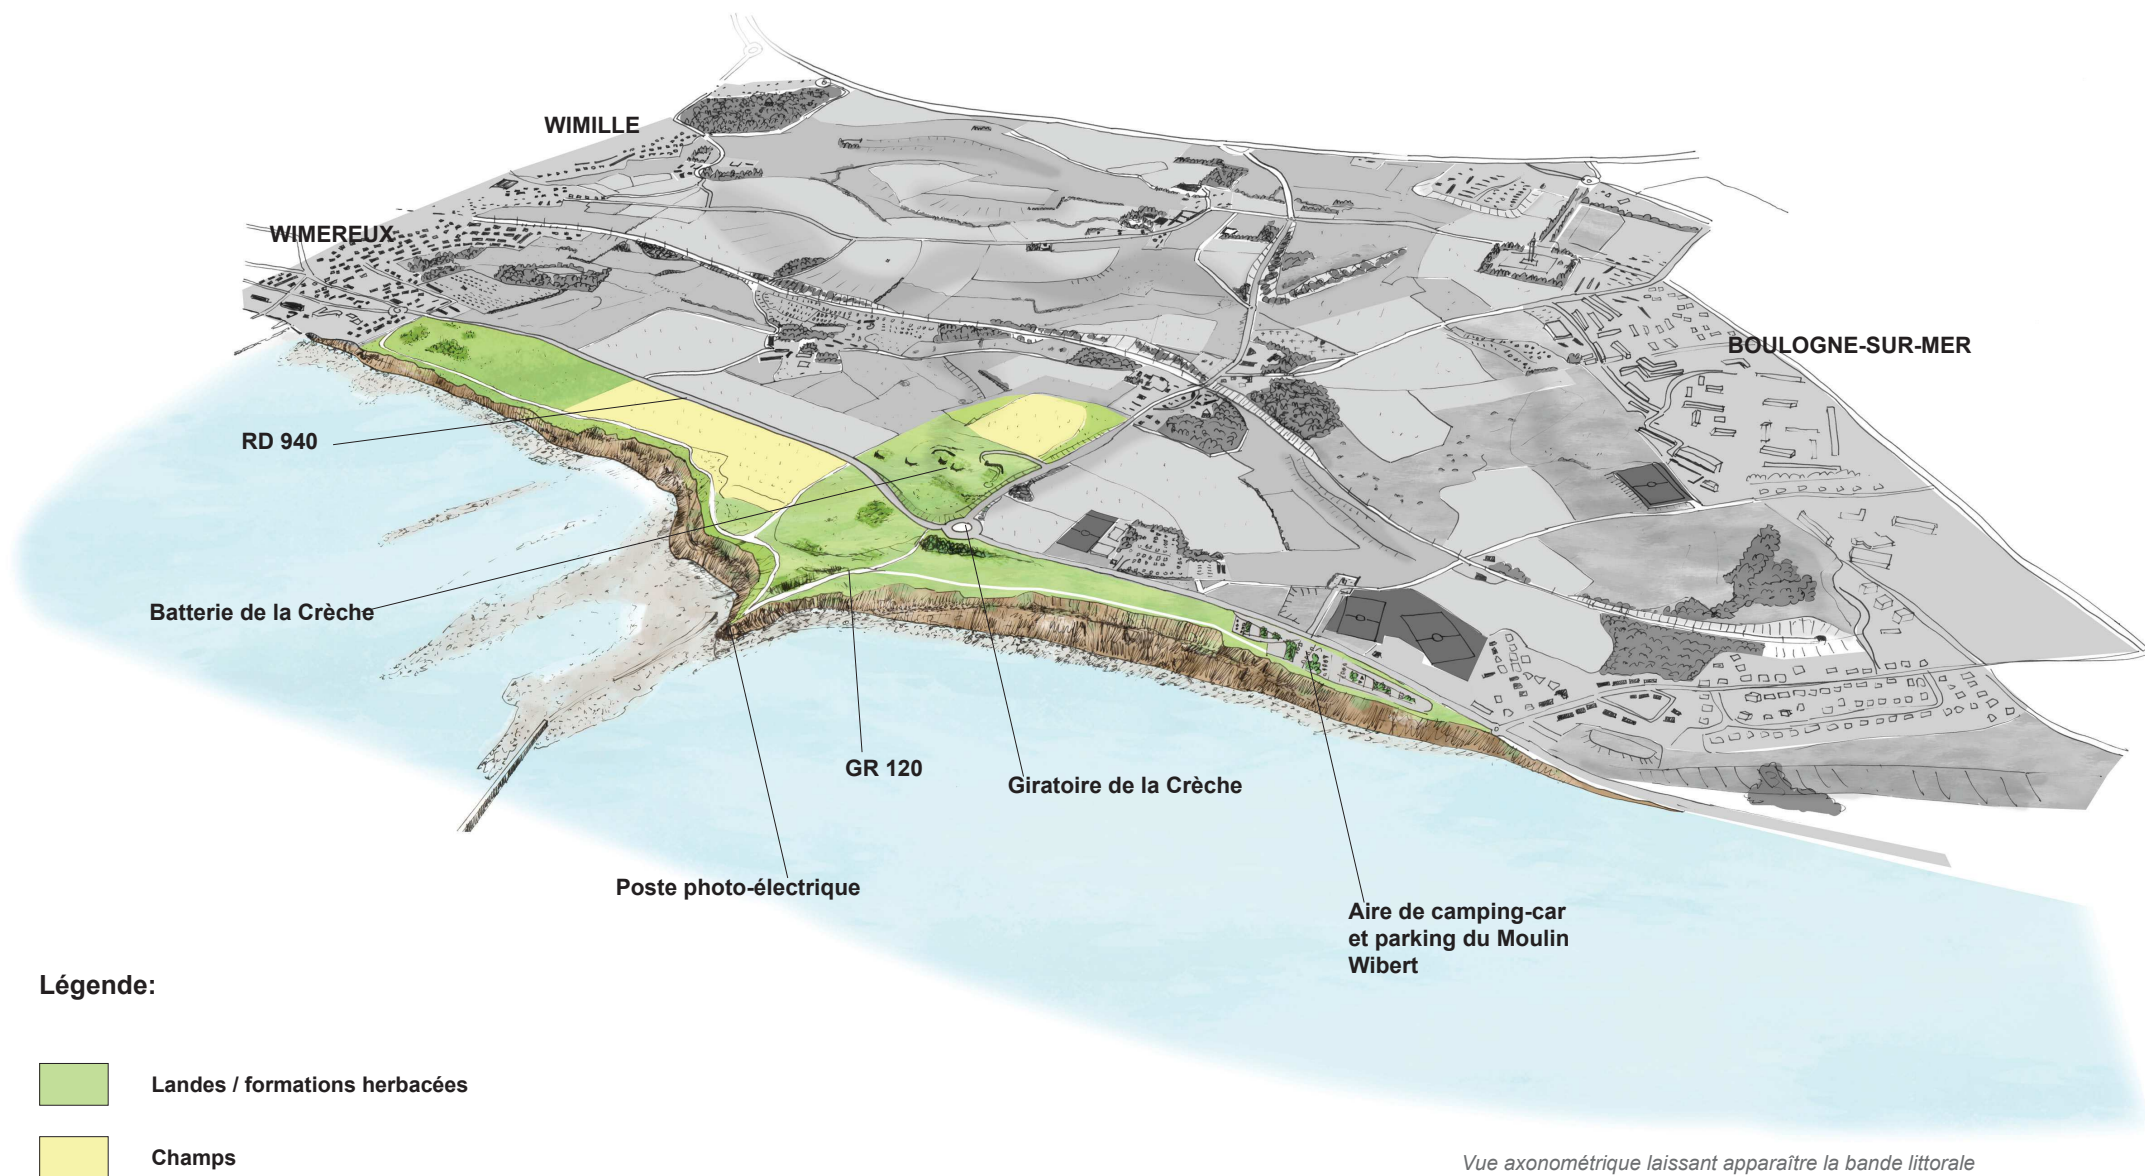 WIMILLE
WIMEREUX
BOULOGNE-SUR-MER
RD 940
Batterie de la Crèche
GR 120
Giratoire de la Crèche
Poste photo-électrique
Aire de camping-car
et parking du Moulin
Wibert
Légende:
Landes / formations herbacées
Champs
Vue axonométrique laissant apparaître la bande littorale